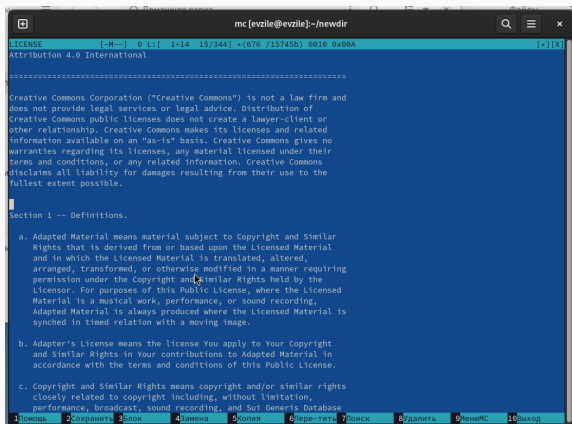 mc [evzile@evzile]:~/newdir
LICENSE [-M--] 0 L:[ 1+14 15/344] *(676 /15745b) 0010 0x00A [*][X]
Attribution 4.0 International
=======================================================================
Creative Commons Corporation ("Creative Commons") is not a law firm and
does not provide legal services or legal advice. Distribution of
Creative Commons public licenses does not create a lawyer-client or
other relationship. Creative Commons makes its licenses and related
information available on an "as-is" basis. Creative Commons gives no
warranties regarding its licenses, any material licensed under their
terms and conditions, or any related information. Creative Commons
disclaims all liability for damages resulting from their use to the
fullest extent possible.
Section 1 -- Definitions.
a. Adapted Material means material subject to Copyright and Similar
Rights that is derived from or based upon the Licensed Material
and in which the Licensed Material is translated, altered,
arranged, transformed, or otherwise modified in a manner requiring
permission under the Copyright and Similar Rights held by the
Licensor. For purposes of this Public License, where the Licensed
Material is a musical work, performance, or sound recording,
Adapted Material is always produced where the Licensed Material is
synched in timed relation with a moving image.
b. Adapter's License means the license You apply to Your Copyright
and Similar Rights in Your contributions to Adapted Material in
accordance with the terms and conditions of this Public License.
c. Copyright and Similar Rights means copyright and/or similar rights
closely related to copyright including, without limitation,
performance, broadcast, sound recording, and Sui Generis Database
1Помощь 2Сохранить 3Блок 4Замена 5Копия 6Пере-тить 7Поиск 8Удалить 9МенюMC 10Выход